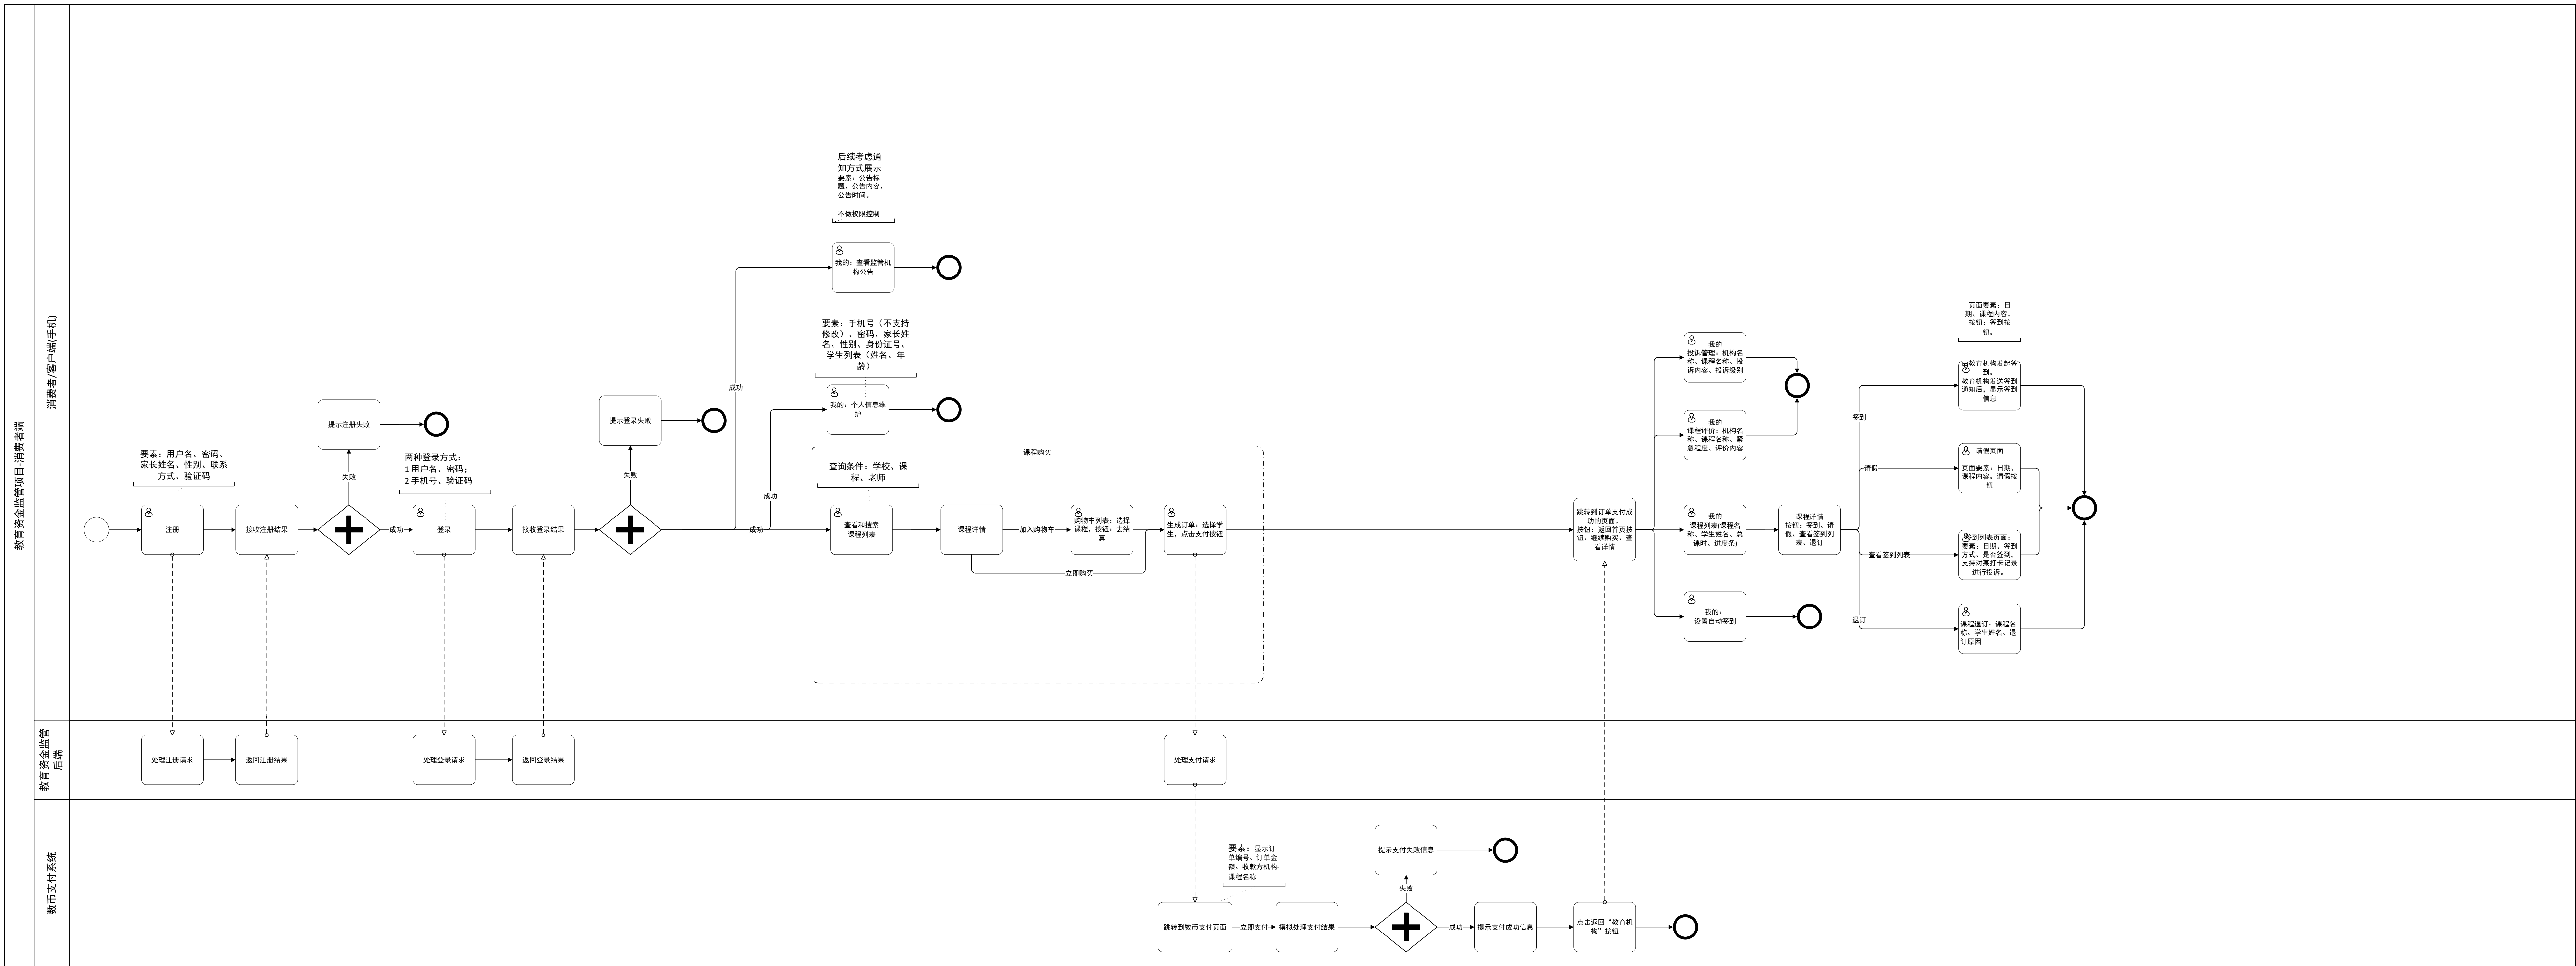 教育资金监管项目-消费者端
消费者/客户端(手机)
要素：用户名、密码、
家长姓名、性别、联系
方式、验证码
注册
接收注册结果
失败
提示注册失败
成功
两种登录方式：
1 用户名、密码；
2 手机号、验证码
登录
接收登录结果
失败
提示登录失败
成功
成功
成功
后续考虑通
知方式展示
要素：公告标
题、公告内容、
公告时间。
不做权限控制
我的：查看监管机
构公告
要素：手机号（不支持
修改）、密码、家长姓
名、性别、身份证号、
学生列表（姓名、年
龄）
我的：个人信息维
护
课程购买
查询条件：学校、课
程、老师
查看和搜索
课程列表
课程详情
加入购物车
立即购买
购物车列表：选择
课程，按钮：去结
算
生成订单：选择学
生，点击支付按钮
跳转到订单支付成
功的页面。
按钮：返回首页按
钮、继续购买、查
看详情
我的
投诉管理：机构名
称、课程名称、投
诉内容、投诉级别
我的
课程评价：机构名
称、课程名称、紧
急程度、评价内容
我的
课程列表(课程名
称、学生姓名、总
课时、进度条)
我的：
设置自动签到
课程详情
按钮：签到、请
假、查看签到列
表、退订
签到
请假
查看签到列表
退订
页面要素：日
期、课程内容。
按钮：签到按
钮。
由教育机构发起签
到。
教育机构发送签到
通知后，显示签到
信息
请假页面
页面要素：日期、
课程内容。请假按
钮
签到列表页面：
要素：日期、签到
方式、是否签到，
支持对某打卡记录
进行投诉。
课程退订：课程名
称、学生姓名、退
订原因
教育资金监管
后端
处理注册请求
返回注册结果
处理登录请求
返回登录结果
处理支付请求
数币支付系统
要素：显示订
单编号，订单金
额、收款方机构-
课程名称
跳转到数币支付页面
立即支付
模拟处理支付结果
失败
提示支付失败信息
成功
提示支付成功信息
点击返回“教育机
构”按钮